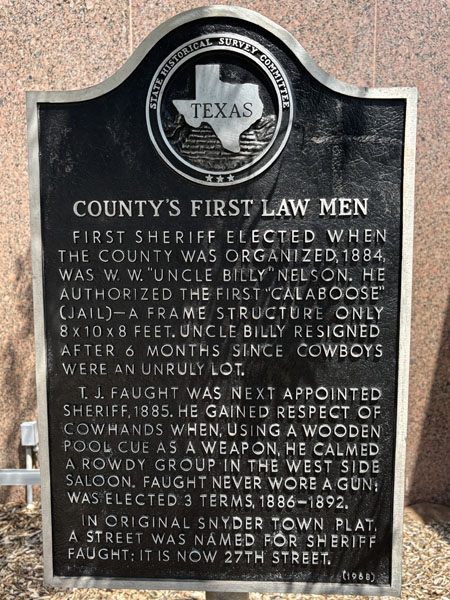 STATE HISTORICAL SURVEY COMMITTEE
TEXAS
COUNTY'S FIRST LAW MEN
FIRST SHERIFF ELECTED WHEN
THE COUNTY WAS ORGANIZED, 1884,
WAS W. W. "UNCLE BILLY" NELSON. HE
AUTHORIZED THE FIRST "CALABOOSE"
(JAIL)—A FRAME STRUCTURE ONLY
8 x 10 x 8 FEET. UNCLE BILLY RESIGNED
AFTER 6 MONTHS SINCE COWBOYS
WERE AN UNRULY LOT.
T. J. FAUGHT WAS NEXT APPOINTED
SHERIFF, 1885. HE GAINED RESPECT OF
COWHANDS WHEN, USING A WOODEN
POOL CUE AS A WEAPON, HE CALMED
A ROWDY GROUP IN THE WEST SIDE
SALOON. FAUGHT NEVER WORE A GUN;
WAS ELECTED 3 TERMS, 1886–1892.
IN ORIGINAL SNYDER TOWN PLAT,
A STREET WAS NAMED FOR SHERIFF
FAUGHT; IT IS NOW 27TH STREET.
(1968)